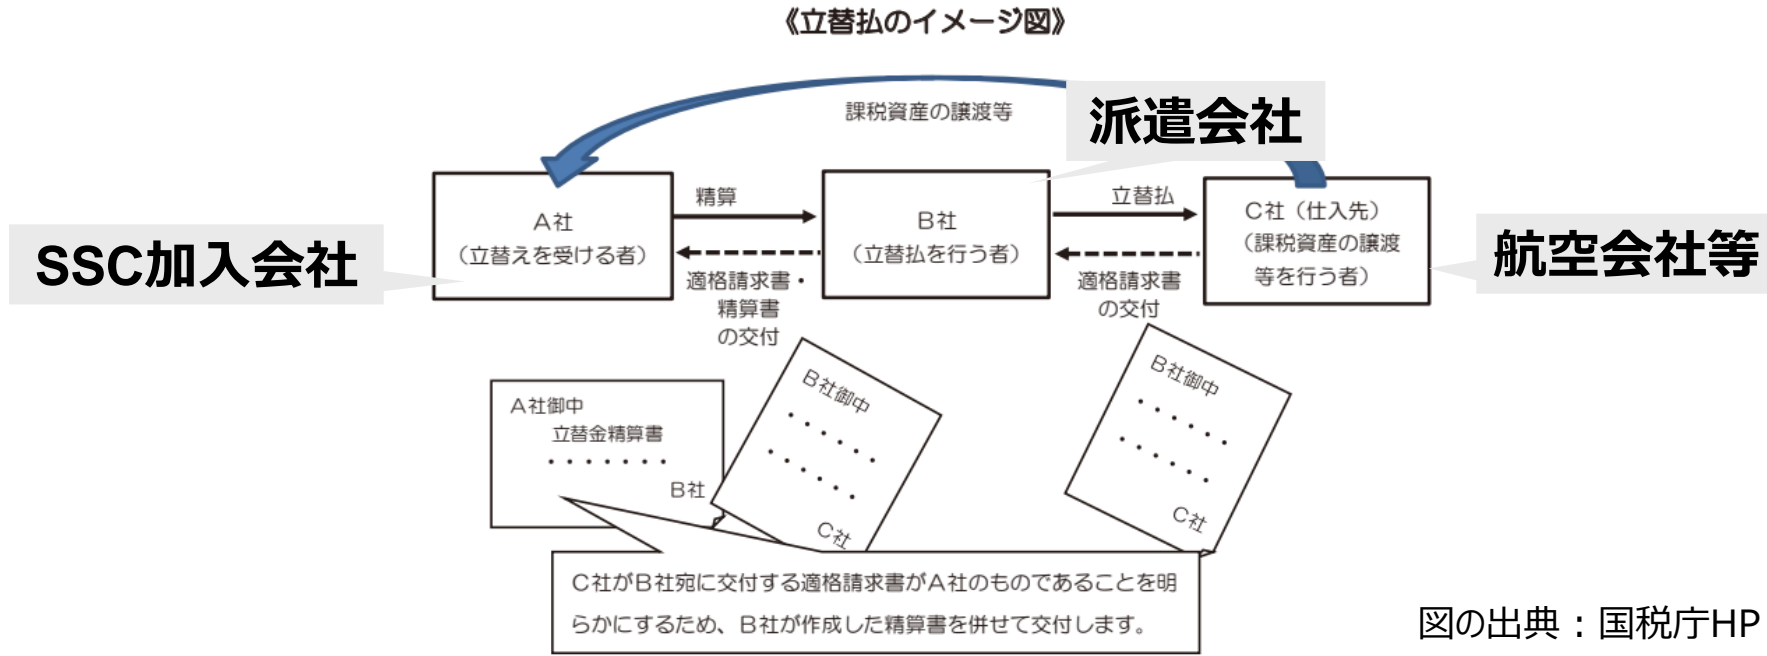 《立替払のイメージ図》
課税資産の譲渡等
派遣会社
SSC加入会社
A社
（立替えを受ける者）
精算
適格請求書・
精算書
の交付
B社
（立替払を行う者）
立替払
適格請求書
の交付
C社（仕入先）
（課税資産の譲渡
等を行う者）
航空会社等
A社御中
立替金精算書
・・・・・・・
B社
B社御中
・・・・・・
・・・・・・
C社
B社御中
・・・・・・
・・・・・・
C社
C社がB社宛に交付する適格請求書がA社のものであることを明
らかにするため、B社が作成した精算書を併せて交付します。
図の出典：国税庁HP